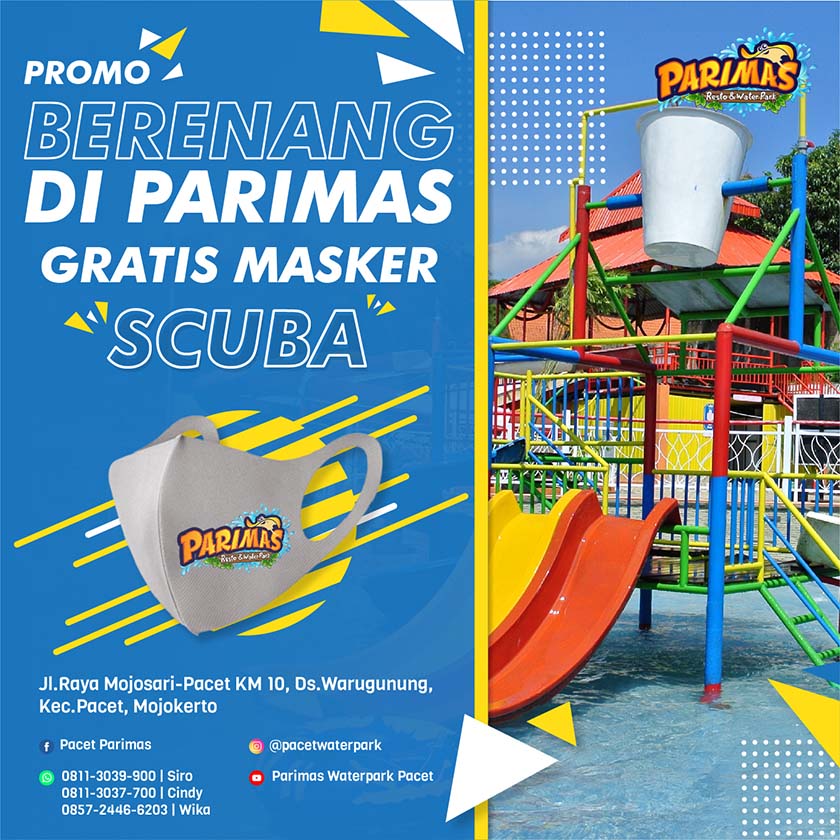 PROMO
BERENANG
DI PARIMAS
GRATIS MASKER
SCUBA
PARIMAS
Resto & Water Park
PARIMAS
Resto & Water Park
Jl.Raya Mojosari-Pacet KM 10, Ds.Warugunung,
Kec.Pacet, Mojokerto
Pacet Parimas
@pacetwaterpark
0811-3039-900 | Siro
Parimas Waterpark Pacet
0811-3037-700 | Cindy
0857-2446-6203 | Wika